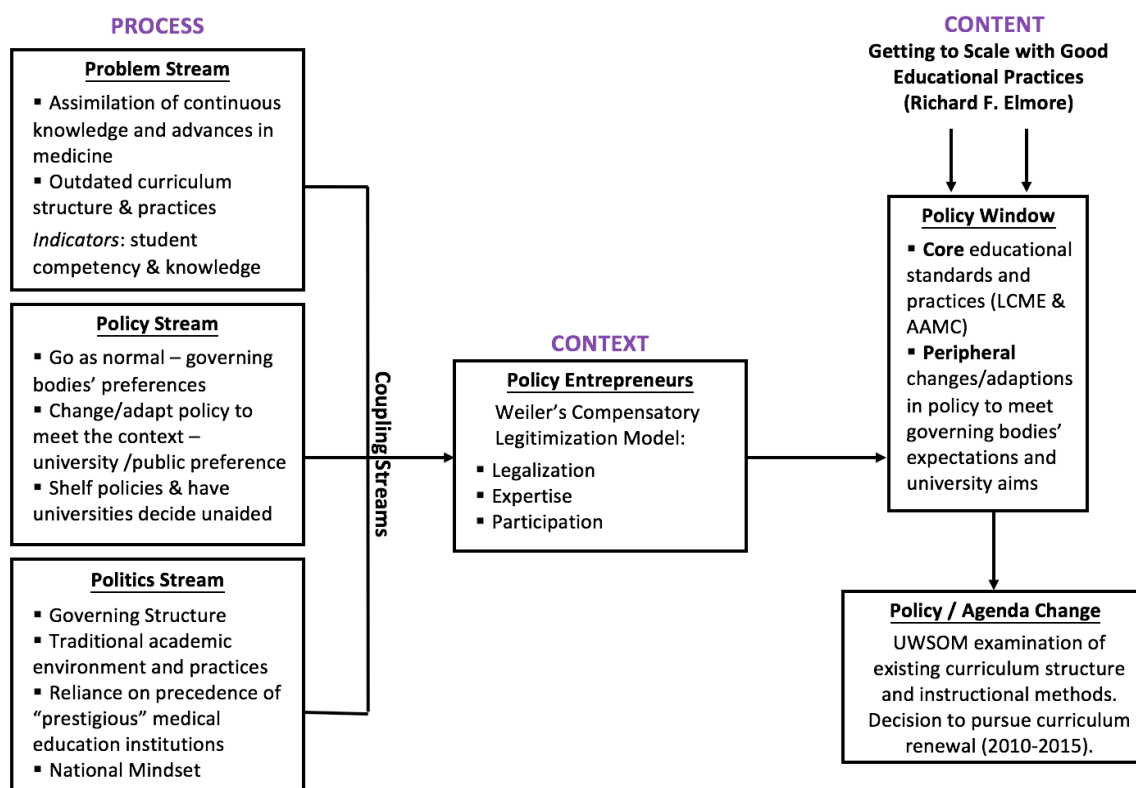 PROCESS
Problem Stream
▪ Assimilation of continuous
knowledge and advances in
medicine
▪ Outdated curriculum
structure & practices
Indicators: student
competency & knowledge
Policy Stream
▪ Go as normal – governing
bodies’ preferences
▪ Change/adapt policy to
meet the context –
university /public preference
▪ Shelf policies & have
universities decide unaided
Politics Stream
▪ Governing Structure
▪ Traditional academic
environment and practices
▪ Reliance on precedence of
“prestigious” medical
education institutions
▪ National Mindset
Coupling Streams
CONTEXT
Policy Entrepreneurs
Weiler’s Compensatory
Legitimization Model:
▪ Legalization
▪ Expertise
▪ Participation
CONTENT
Getting to Scale with Good
Educational Practices
(Richard F. Elmore)
Policy Window
▪ Core educational
standards and
practices (LCME &
AAMC)
▪ Peripheral
changes/adaptions
in policy to meet
governing bodies’
expectations and
university aims
Policy / Agenda Change
UWSOM examination of
existing curriculum structure
and instructional methods.
Decision to pursue curriculum
renewal (2010-2015).